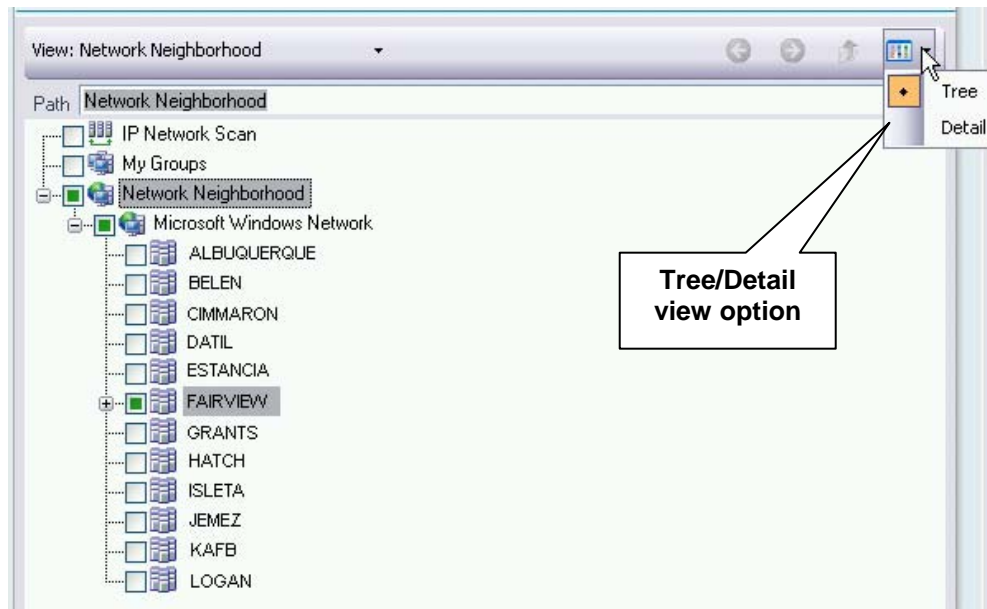 View: Network Neighborhood
Path Network Neighborhood
Tree
Detail
IP Network Scan
My Groups
Network Neighborhood
Microsoft Windows Network
ALBUQUERQUE
BELEN
CIMMARON
DATIL
ESTANCIA
FAIRVIEW
GRANTS
HATCH
ISLETA
JEMEZ
KAFB
LOGAN
Tree/Detail
view option